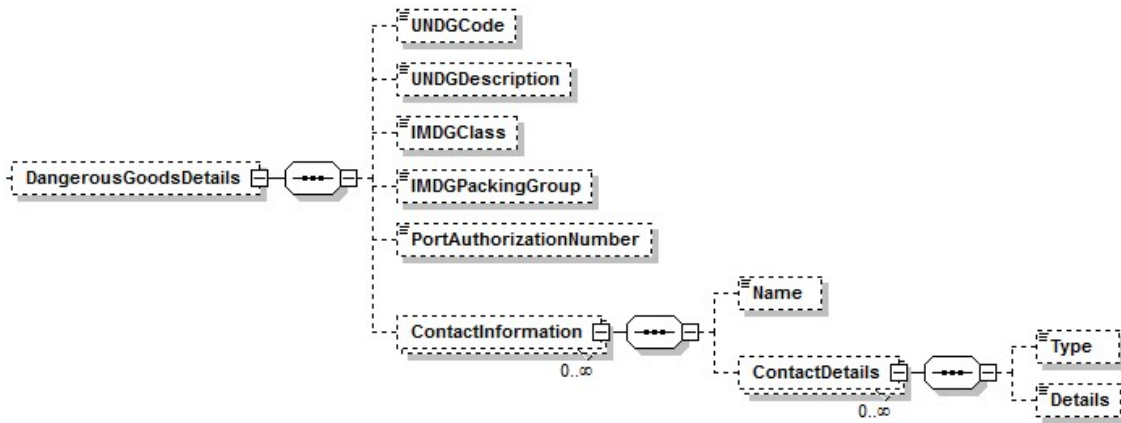 UNDGCode
UNDGDescription
IMDGClass
DangerousGoodsDetails
IMDGPackingGroup
PortAuthorizationNumber
Name
ContactInformation
0..∞
Type
ContactDetails
0..∞
Details